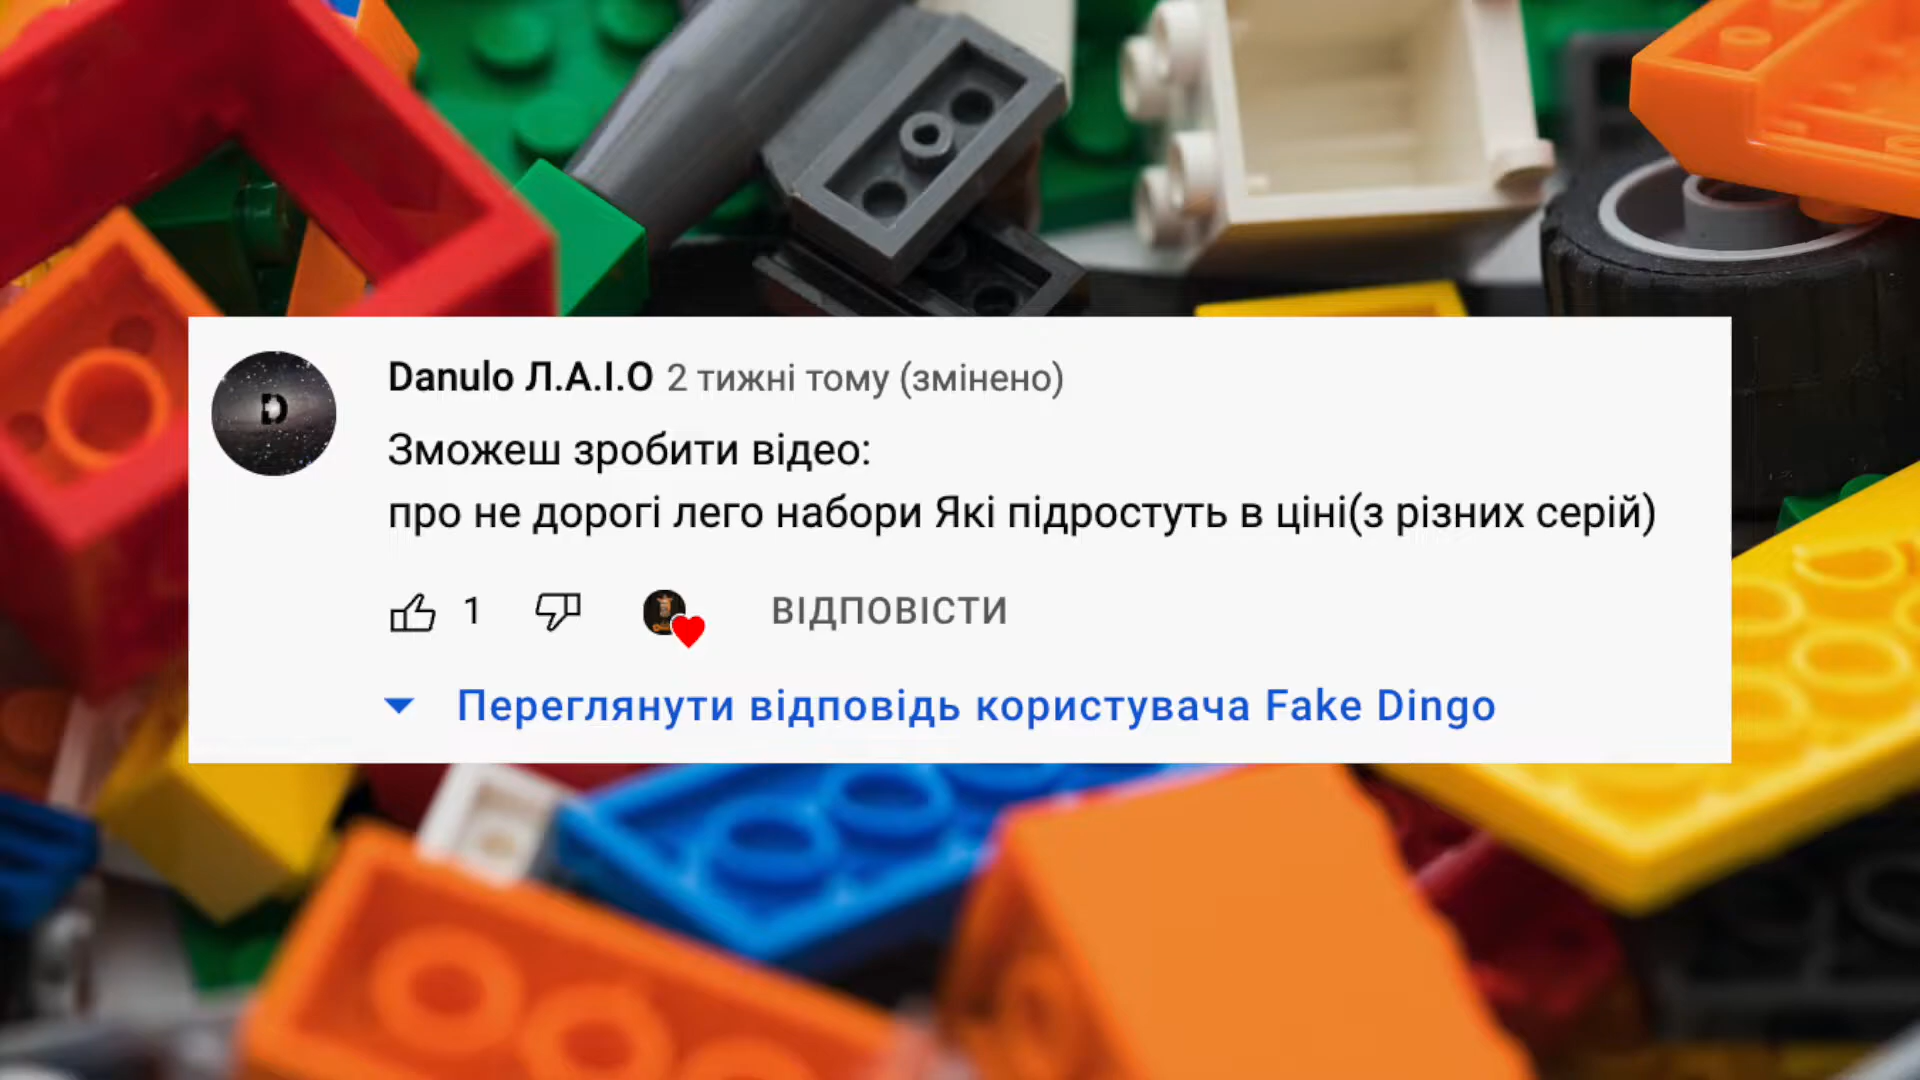 D
Danulo Л.А.І.О 2 тижні тому (змінено)
Зможеш зробити відео:
про не дорогі лего набори Які підростуть в ціні(з різних серій)
1 ВІДПОВІСТИ
Переглянути відповідь користувача Fake Dingo